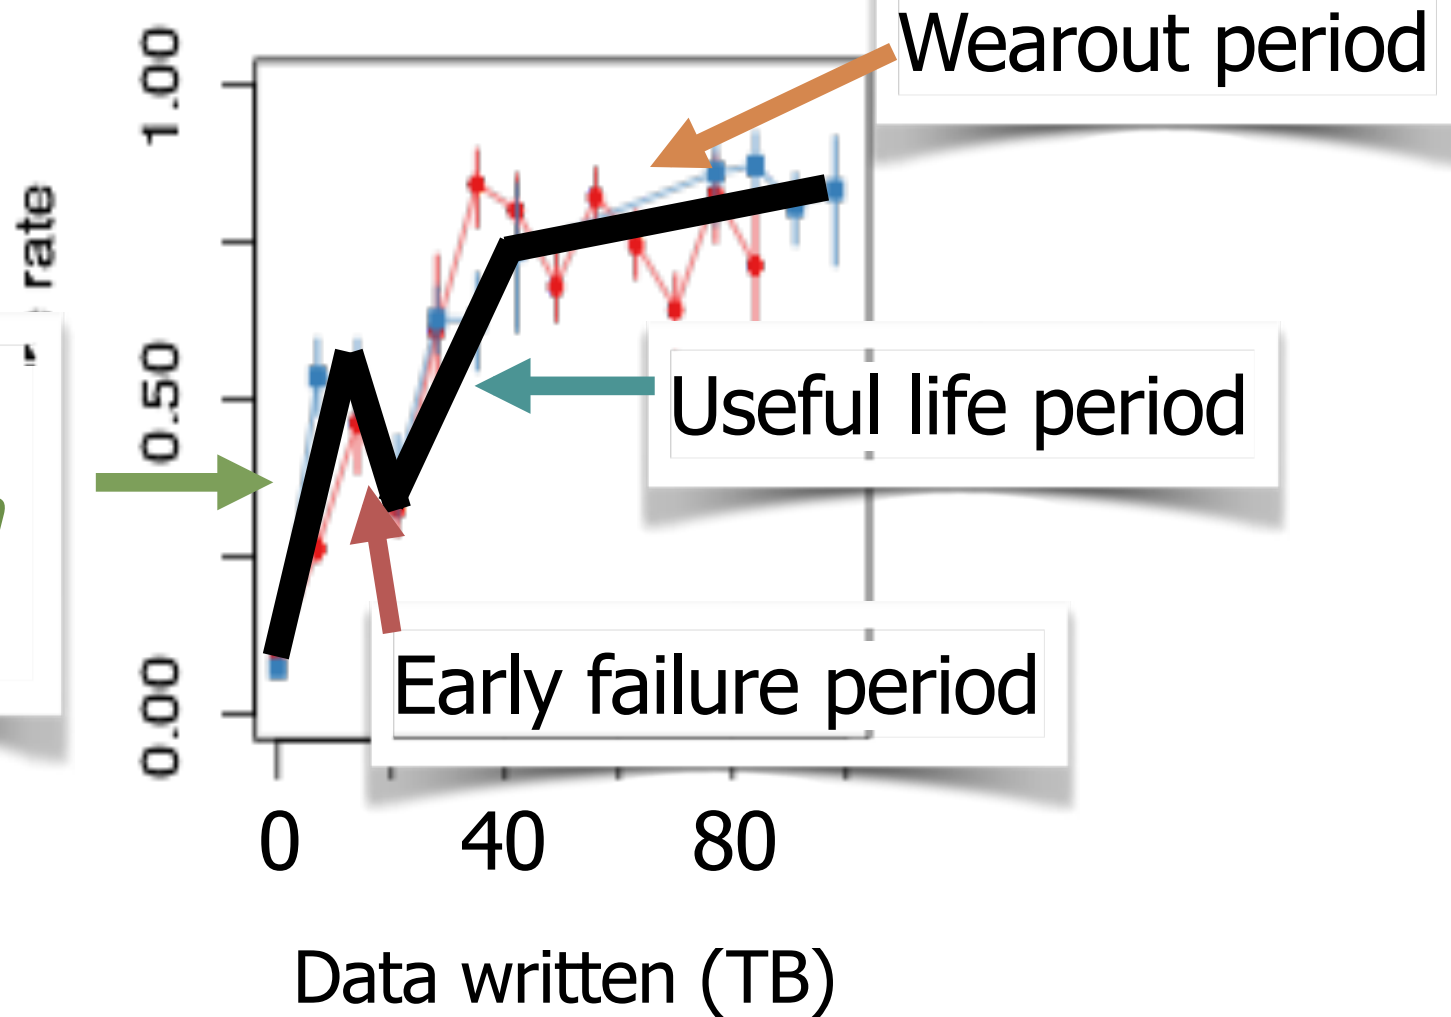 Wearout period
1.00
rate
0.50
Useful life period
Early failure period
0.00
0
40
80
Data written (TB)